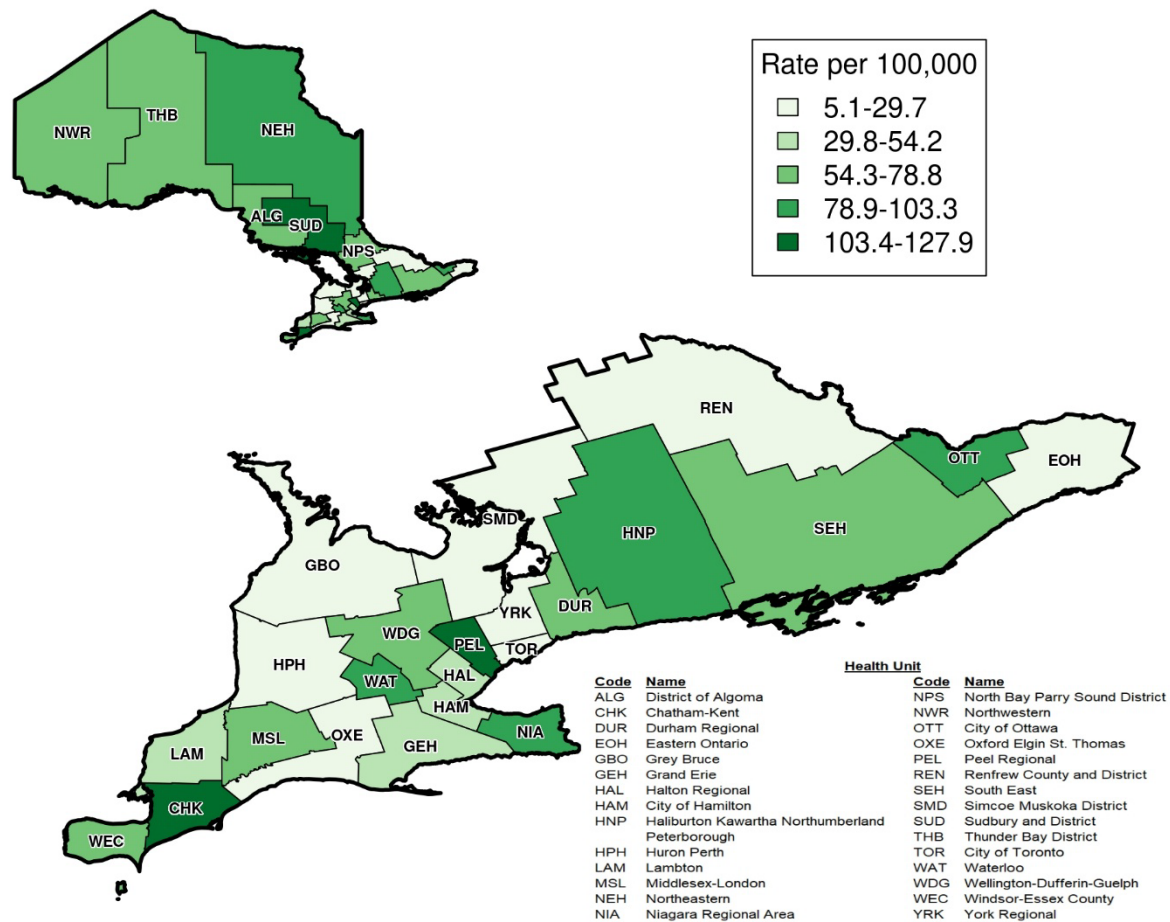 Rate per 100,000
5.1-29.7
29.8-54.2
54.3-78.8
78.9-103.3
103.4-127.9
THB
NWR
NEH
ALG
SUD
NPS
REN
OTT
EOH
SMD
HNP
SEH
GBO
YRK
DUR
WDG
PEL
TOR
HPH
WAT
HAL
HAM
OXE
NIA
MSL
GEH
LAM
CHK
WEC
Health Unit
Code Name
ALG District of Algoma
CHK Chatham-Kent
DUR Durham Regional
EOH Eastern Ontario
GBO Grey Bruce
GEH Grand Erie
HAL Halton Regional
HAM City of Hamilton
HNP Haliburton Kawartha Northumberland
Peterborough
HPH Huron Perth
LAM Lambton
MSL Middlesex-London
NEH Northeastern
NIA Niagara Regional Area
Code Name
NPS North Bay Parry Sound District
NWR Northwestern
OTT City of Ottawa
OXE Oxford Elgin St. Thomas
PEL Peel Regional
REN Renfrew County and District
SEH South East
SMD Simcoe Muskoka District
SUD Sudbury and District
THB Thunder Bay District
TOR City of Toronto
WAT Waterloo
WDG Wellington-Dufferin-Guelph
WEC Windsor-Essex County
YRK York Regional